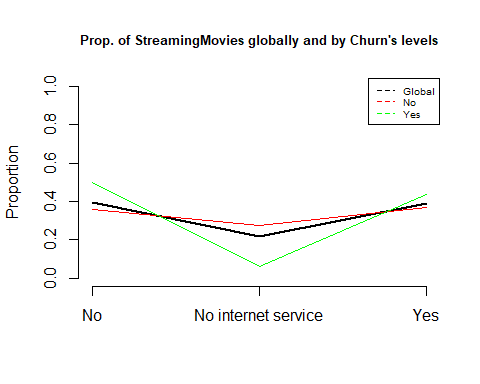 Prop. of StreamingMovies globally and by Churn's levels
Global
No
Yes
Proportion
1.0
0.8
0.6
0.4
0.2
0.0
No
No internet service
Yes